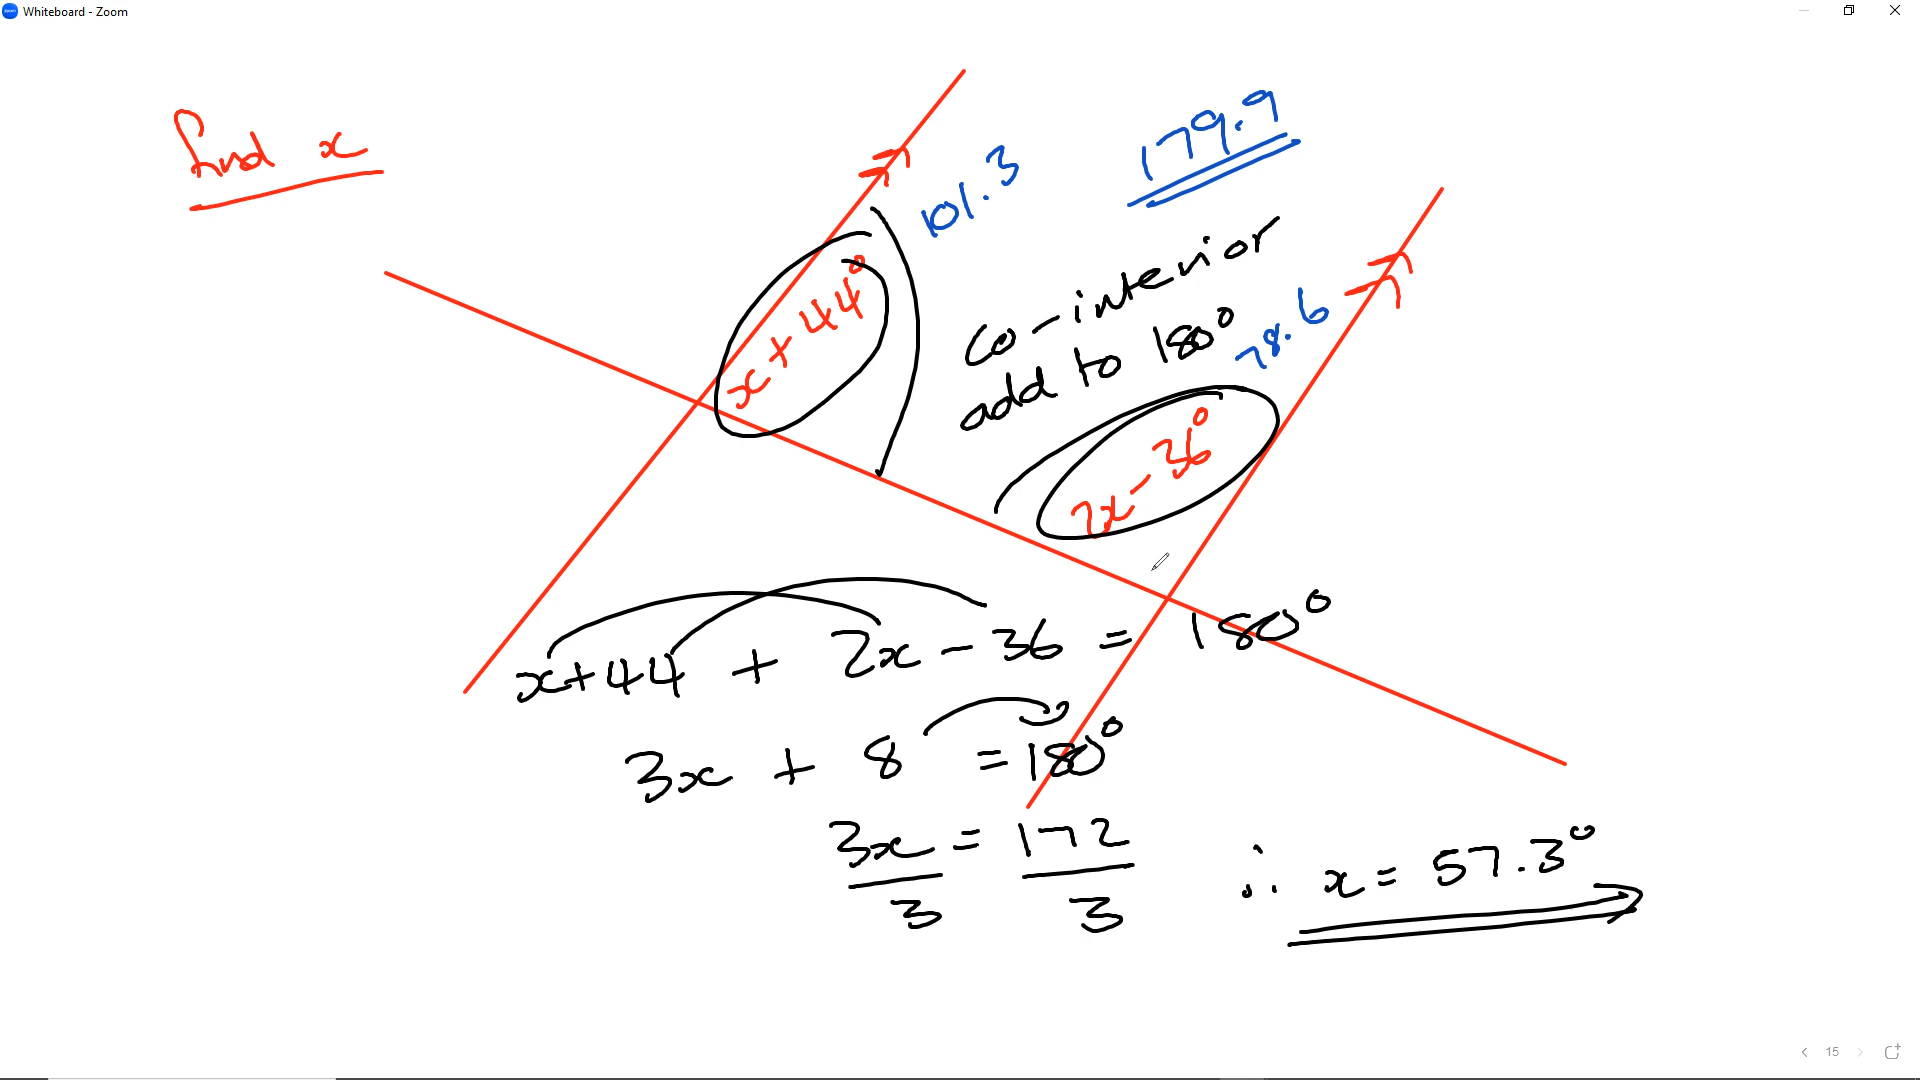 Whiteboard - Zoom
find x
179.9
101.3
x+44°
Co-interior
add to 180°
78.6
2x-36°
x+44 + 2x-36 = 180°
3x + 8 = 180°
3x = 172
3 3
∴ x = 57.3°
15